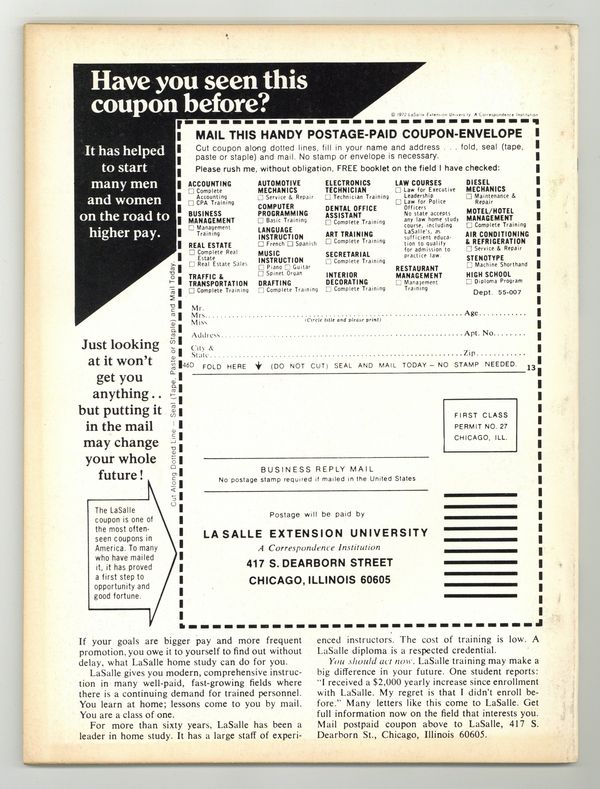 Have you seen this
coupon before?
It has helped
to start
many men
and women
on the road to
higher pay.
Just looking
at it won't
get you
anything . .
but putting it
in the mail
may change
your whole
future!
The LaSalle
coupon is one of
the most often-
seen coupons in
America. To many
who have mailed
it, it has proved
a first step to
opportunity and
good fortune.
Cut Along Dotted Line — Seal (Tape, Paste or Staple) and Mail Today.
© 1972 LaSalle Extension University. A Correspondence Institution
MAIL THIS HANDY POSTAGE-PAID COUPON-ENVELOPE
Cut coupon along dotted lines, fill in your name and address . . . fold, seal (tape,
paste or staple) and mail. No stamp or envelope is necessary.
Please rush me, without obligation, FREE booklet on the field I have checked:
ACCOUNTING
☐ Complete
Accounting
☐ CPA Training
BUSINESS
MANAGEMENT
☐ Management
Training
REAL ESTATE
☐ Complete Real
Estate
☐ Real Estate Sales
TRAFFIC &
TRANSPORTATION
☐ Complete Training
AUTOMOTIVE
MECHANICS
☐ Service & Repair
COMPUTER
PROGRAMMING
☐ Basic Training
LANGUAGE
INSTRUCTION
☐ French ☐ Spanish
MUSIC
INSTRUCTION
☐ Piano ☐ Guitar
☐ Spinet Organ
DRAFTING
☐ Complete Training
ELECTRONICS
TECHNICIAN
☐ Technician Training
DENTAL OFFICE
ASSISTANT
☐ Complete Training
ART TRAINING
☐ Complete Training
SECRETARIAL
☐ Complete Training
INTERIOR
DECORATING
☐ Complete Training
LAW COURSES
☐ Law for Executive
Leadership
☐ Law for Police
Officers
No state accepts
any law home study
course, including
LaSalle's, as
sufficient educa-
tion to qualify
for admission to
practice law.
RESTAURANT
MANAGEMENT
☐ Management
Training
DIESEL
MECHANICS
☐ Maintenance &
Repair
MOTEL/HOTEL
MANAGEMENT
☐ Complete Training
AIR CONDITIONING
& REFRIGERATION
☐ Service & Repair
STENOTYPE
☐ Machine Shorthand
HIGH SCHOOL
☐ Diploma Program
Dept. 55-007
Mr.
Mrs. Age
Miss (Circle title and please print)
Address Apt. No.
City &
State Zip
460 FOLD HERE (DO NOT CUT) SEAL AND MAIL TODAY – NO STAMP NEEDED. 13
FIRST CLASS
PERMIT NO. 27
CHICAGO, ILL.
BUSINESS REPLY MAIL
No postage stamp required if mailed in the United States
Postage will be paid by
LA SALLE EXTENSION UNIVERSITY
A Correspondence Institution
417 S. DEARBORN STREET
CHICAGO, ILLINOIS 60605
If your goals are bigger pay and more frequent
promotion, you owe it to yourself to find out without
delay, what LaSalle home study can do for you.
LaSalle gives you modern, comprehensive instruc-
tion in many well-paid, fast-growing fields where
there is a continuing demand for trained personnel.
You learn at home; lessons come to you by mail.
You are a class of one.
For more than sixty years, LaSalle has been a
leader in home study. It has a large staff of experi-
enced instructors. The cost of training is low. A
LaSalle diploma is a respected credential.
You should act now. LaSalle training may make a
big difference in your future. One student reports:
"I received a $2,000 yearly increase since enrollment
with LaSalle. My regret is that I didn't enroll be-
fore." Many letters like this come to LaSalle. Get
full information now on the field that interests you.
Mail postpaid coupon above to LaSalle, 417 S.
Dearborn St., Chicago, Illinois 60605.